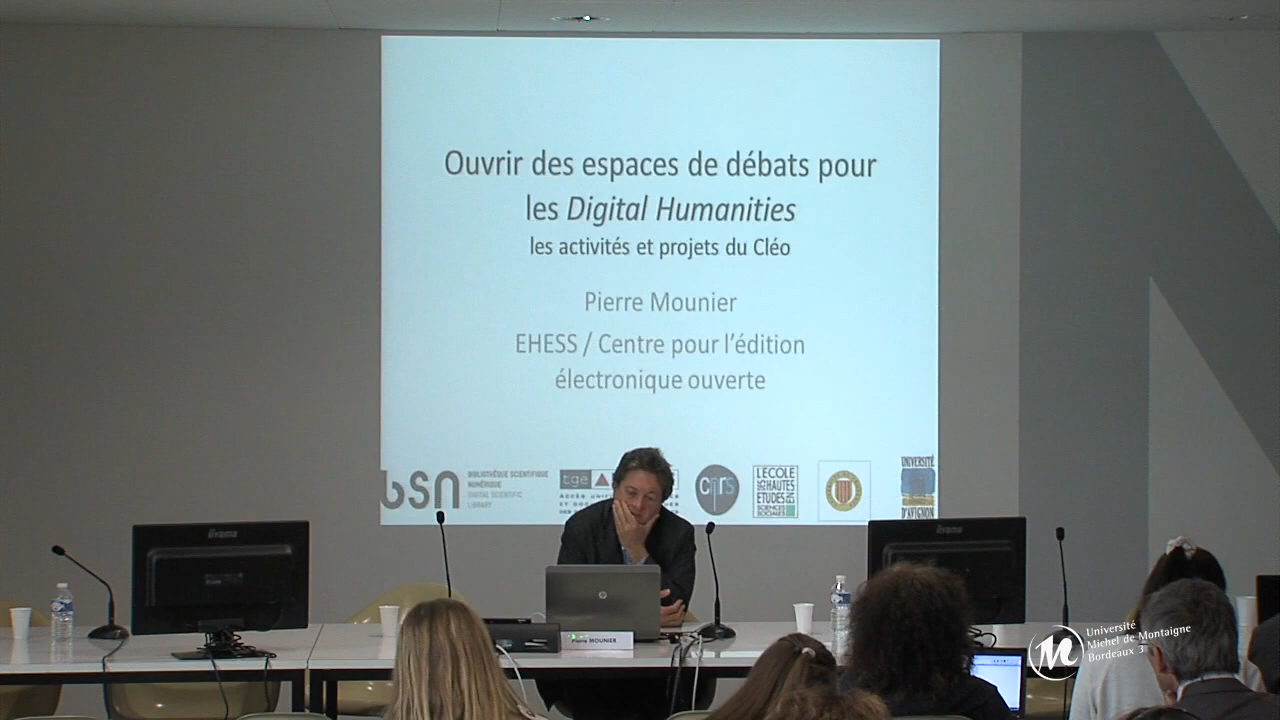 Ouvrir des espaces de débats pour
les Digital Humanities
les activités et projets du Cléo
Pierre Mounier
EHESS / Centre pour l'édition
électronique ouverte
bsn
BIBLIOTHÈQUE SCIENTIFIQUE
NUMÉRIQUE
DIGITAL SCIENTIFIC
LIBRARY
tge
cnrs
L'ECOLE
DES HAUTES
ETUDES EN
SCIENCES
SOCIALES
UNIVERSITÉ
D'AVIGNON
iiyama
iiyama
hp
Pierre MOUNIER
Université
Michel de Montaigne
Bordeaux 3